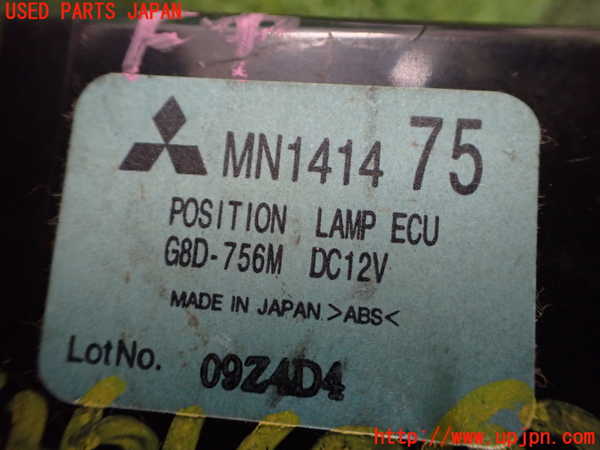 USED PARTS JAPAN
MN1414 75
POSITION LAMP ECU
G8D-756M DC12V
MADE IN JAPAN >ABS<
LotNo. 09Z4D4
http://www.upjpn.com/